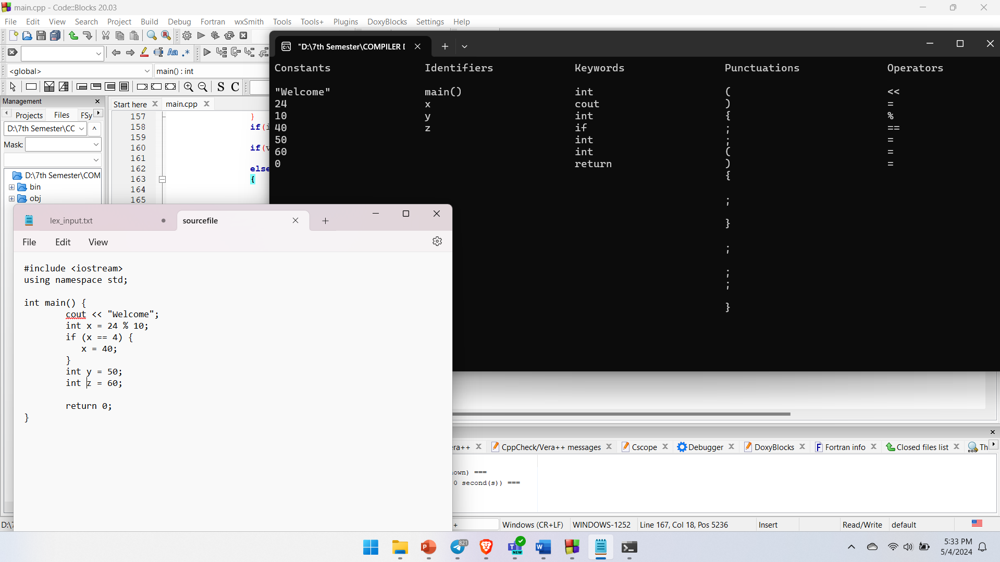 main.cpp - Code::Blocks 20.03
File Edit View Search Project Build Debug Fortran wxSmith Tools Tools+ Plugins DoxyBlocks Settings Help
<global>
main() : int
S C
Management
Projects Files FSy
D:\7th Semester\CC
Mask:
D:\7th Semester\COM
bin
obj
Start here main.cpp
157 }
158 if(i
159
160 if(v
161
162 else
163 {
164
165
"D:\7th Semester\COMPILER [
Constants Identifiers Keywords Punctuations Operators
"Welcome" main() int ( <<
24 x cout ) =
10 y int { %
40 z if ; ==
50 int ; =
60 int ( =
0 return ) =
{
;
}
;
;
;
}
lex_input.txt sourcefile
File Edit View
#include <iostream>
using namespace std;
int main() {
cout << "Welcome";
int x = 24 % 10;
if (x == 4) {
x = 40;
}
int y = 50;
int z = 60;
return 0;
}
era++ CppCheck/Vera++ messages Cscope Debugger DoxyBlocks Fortran info Closed files list Th
own) ===
0 second(s)) ===
D:\7
+ Windows (CR+LF) WINDOWS-1252 Line 167, Col 18, Pos 5236 Insert Read/Write default
821
NEW
5:33 PM
5/4/2024